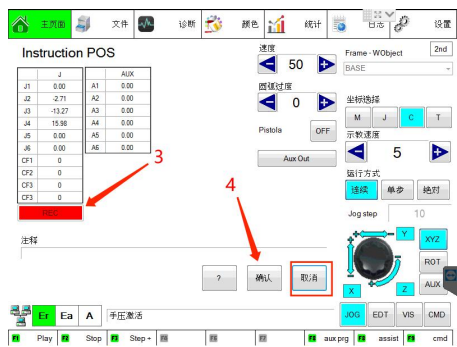 主页面 文件 诊断 颜色 统计 日志 设置
Instruction POS
速度
50
Frame - WObject 2nd
BASE
J
AUX
J1 0.00 A1 0.00
J2 -2.71 A2 0.00
J3 -13.27 A3 0.00
J4 15.98 A4 0.00
J5 0.00 A5 0.00
J6 0.00 A6 0.00
CF1 0
CF2 0
CF3 0
CF3 0
REC
3
4
圆弧过度
0
坐标选择
M J C T
Pistola OFF
示教速度
5
Aux Out
运行方式
连续 单步 绝对
Jog step 10
注释
? 确认 取消
Y XYZ
ROT
X Z AUX
Er Ea A 手压激活 JOG EDT VIS CMD
F1 Play F2 Stop F3 Step + F4 F5 F6 F7 F8 aux prg F8 assist F9 cmd